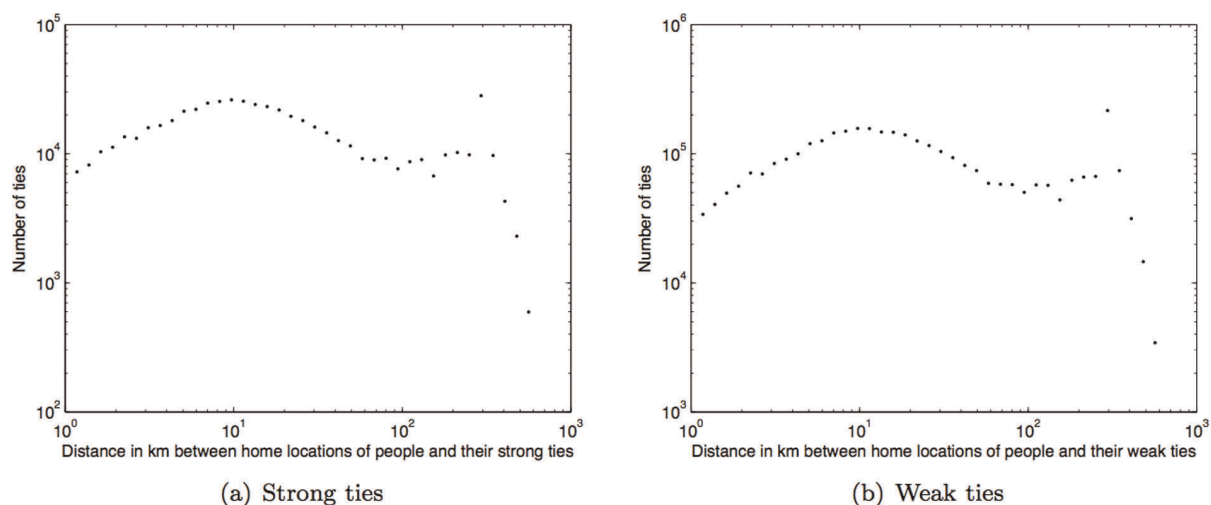 10^5
10^4
10^3
10^2
Number of ties
10^0 10^1 10^2 10^3
Distance in km between home locations of people and their strong ties
(a) Strong ties
10^6
10^5
10^4
10^3
Number of ties
10^0 10^1 10^2 10^3
Distance in km between home locations of people and their weak ties
(b) Weak ties